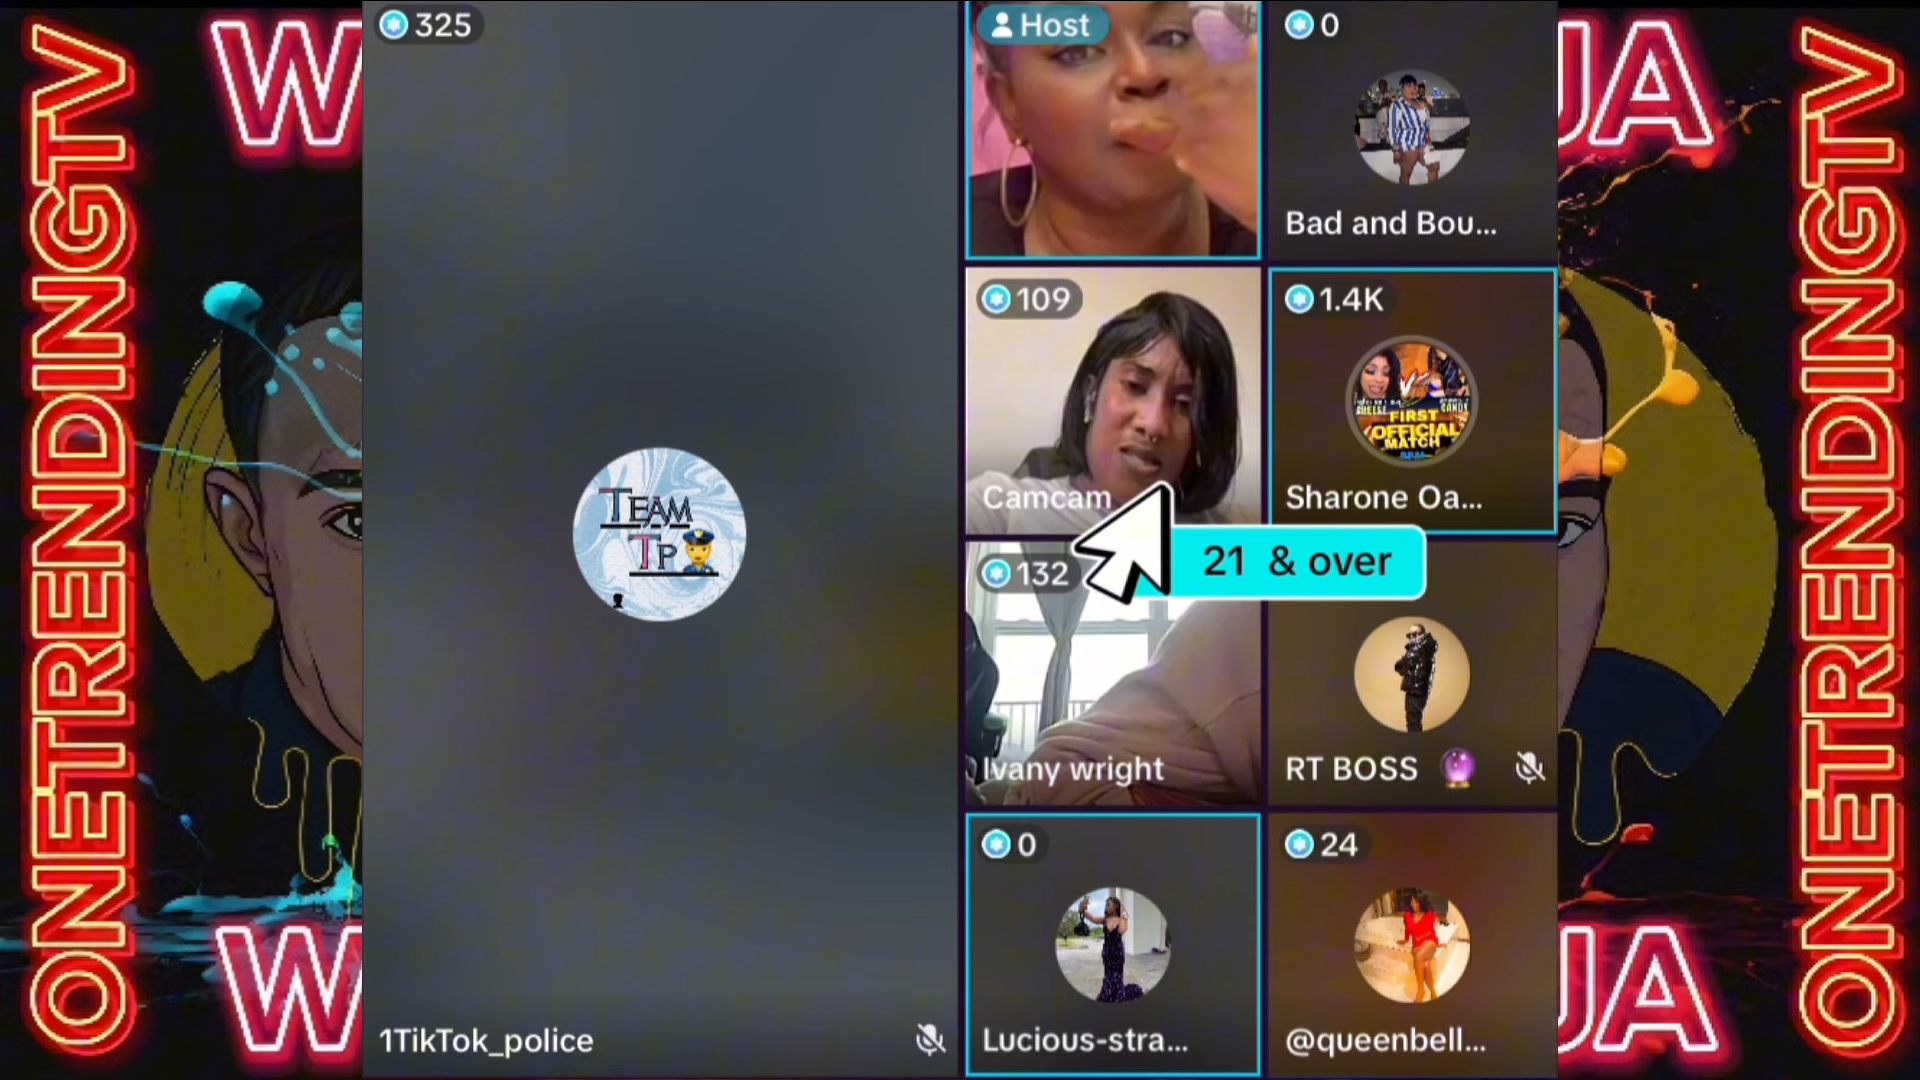 ONETRENDINGTV
W
325
TEAM
TP
1TikTok_police
Host
0
Bad and Bou...
109
Camcam
1.4K
FIRST
OFFICIAL
MATCH
Sharone Oa...
21 & over
132
Ivany wright
RT BOSS
0
Lucious-stra...
24
@queenbell...
W
UA
UA
ONETRENDINGTV